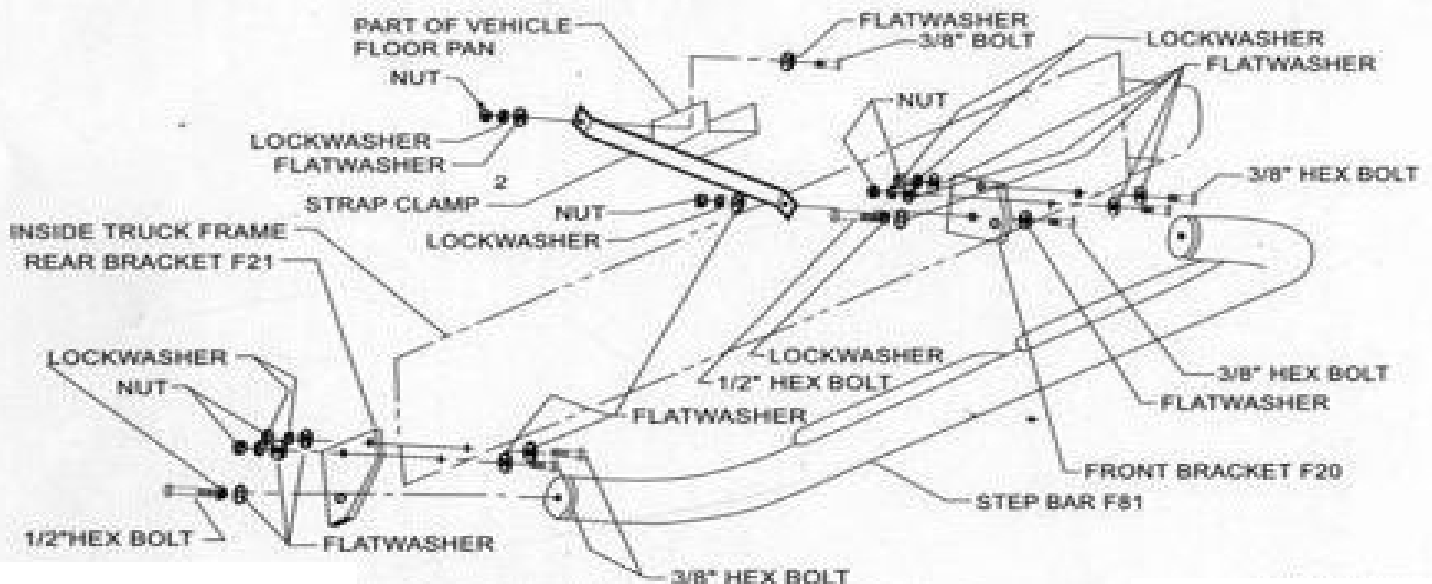 PART OF VEHICLE
FLOOR PAN
FLATWASHER
3/8" BOLT
LOCKWASHER
FLATWASHER
NUT
NUT
LOCKWASHER
FLATWASHER
2
STRAP CLAMP
NUT
LOCKWASHER
3/8" HEX BOLT
INSIDE TRUCK FRAME
REAR BRACKET F21
LOCKWASHER
1/2" HEX BOLT
3/8" HEX BOLT
FLATWASHER
LOCKWASHER
NUT
FLATWASHER
FRONT BRACKET F20
STEP BAR F81
1/2"HEX BOLT
FLATWASHER
3/8" HEX BOLT